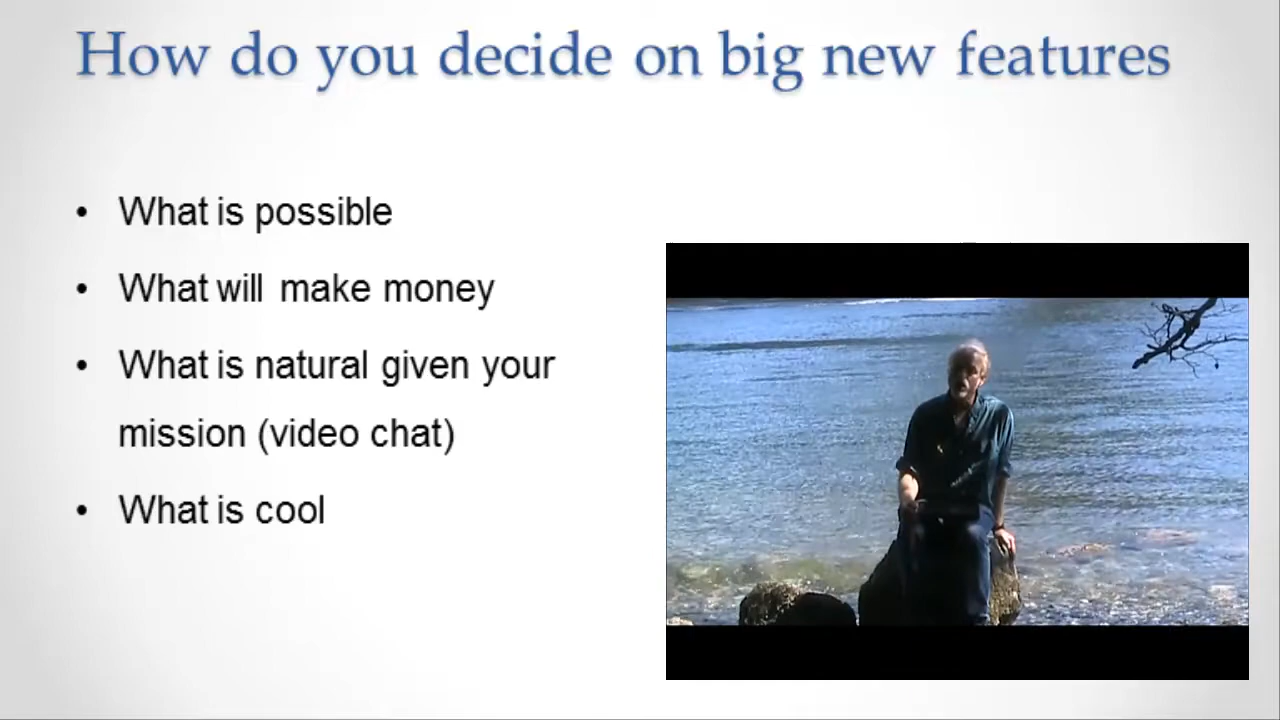 How do you decide on big new features
• What is possible
• What will make money
• What is natural given your
mission (video chat)
• What is cool